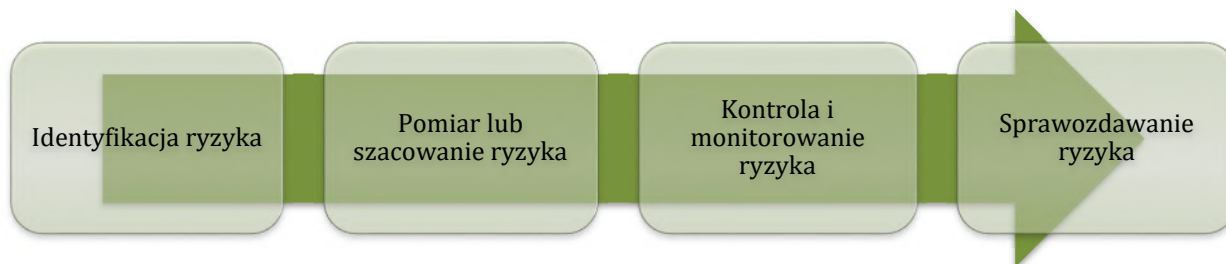 Identyfikacja ryzyka
Pomiar lub
szacowanie ryzyka
Kontrola i
monitorowanie
ryzyka
Sprawozdawanie
ryzyka